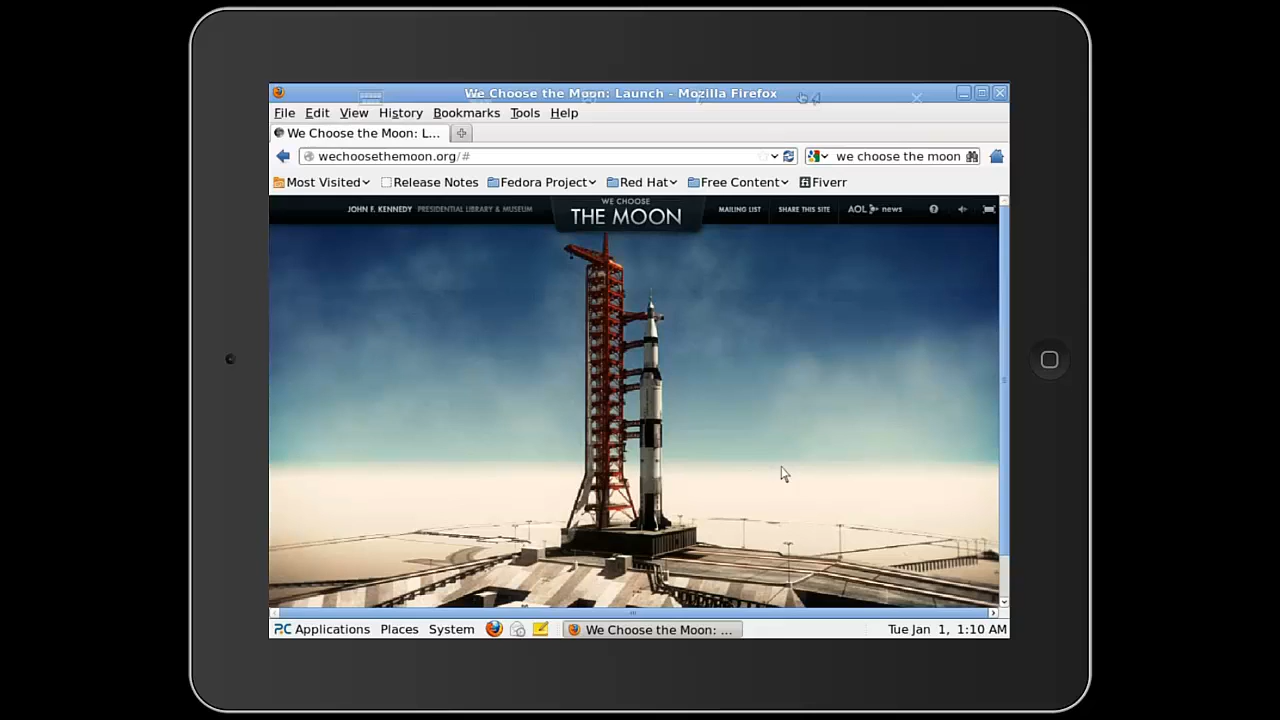 We Choose the Moon: Launch - Mozilla Firefox
File Edit View History Bookmarks Tools Help
We Choose the Moon: L...
wechoosethemoon.org/# we choose the moon
Most Visited Release Notes Fedora Project Red Hat Free Content Fiverr
JOHN F. KENNEDY PRESIDENTIAL LIBRARY & MUSEUM
WE CHOOSE
THE MOON
MAILING LIST SHARE THIS SITE AOL news ?
Applications Places System We Choose the Moon: ... Tue Jan 1, 1:10 AM